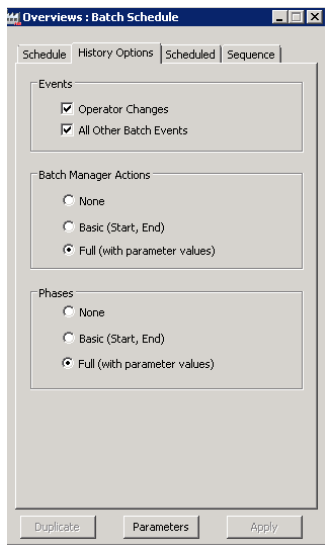 Overviews : Batch Schedule
Schedule History Options Scheduled Sequence
Events
Operator Changes
All Other Batch Events
Batch Manager Actions
None
Basic (Start, End)
Full (with parameter values)
Phases
None
Basic (Start, End)
Full (with parameter values)
Duplicate Parameters Apply